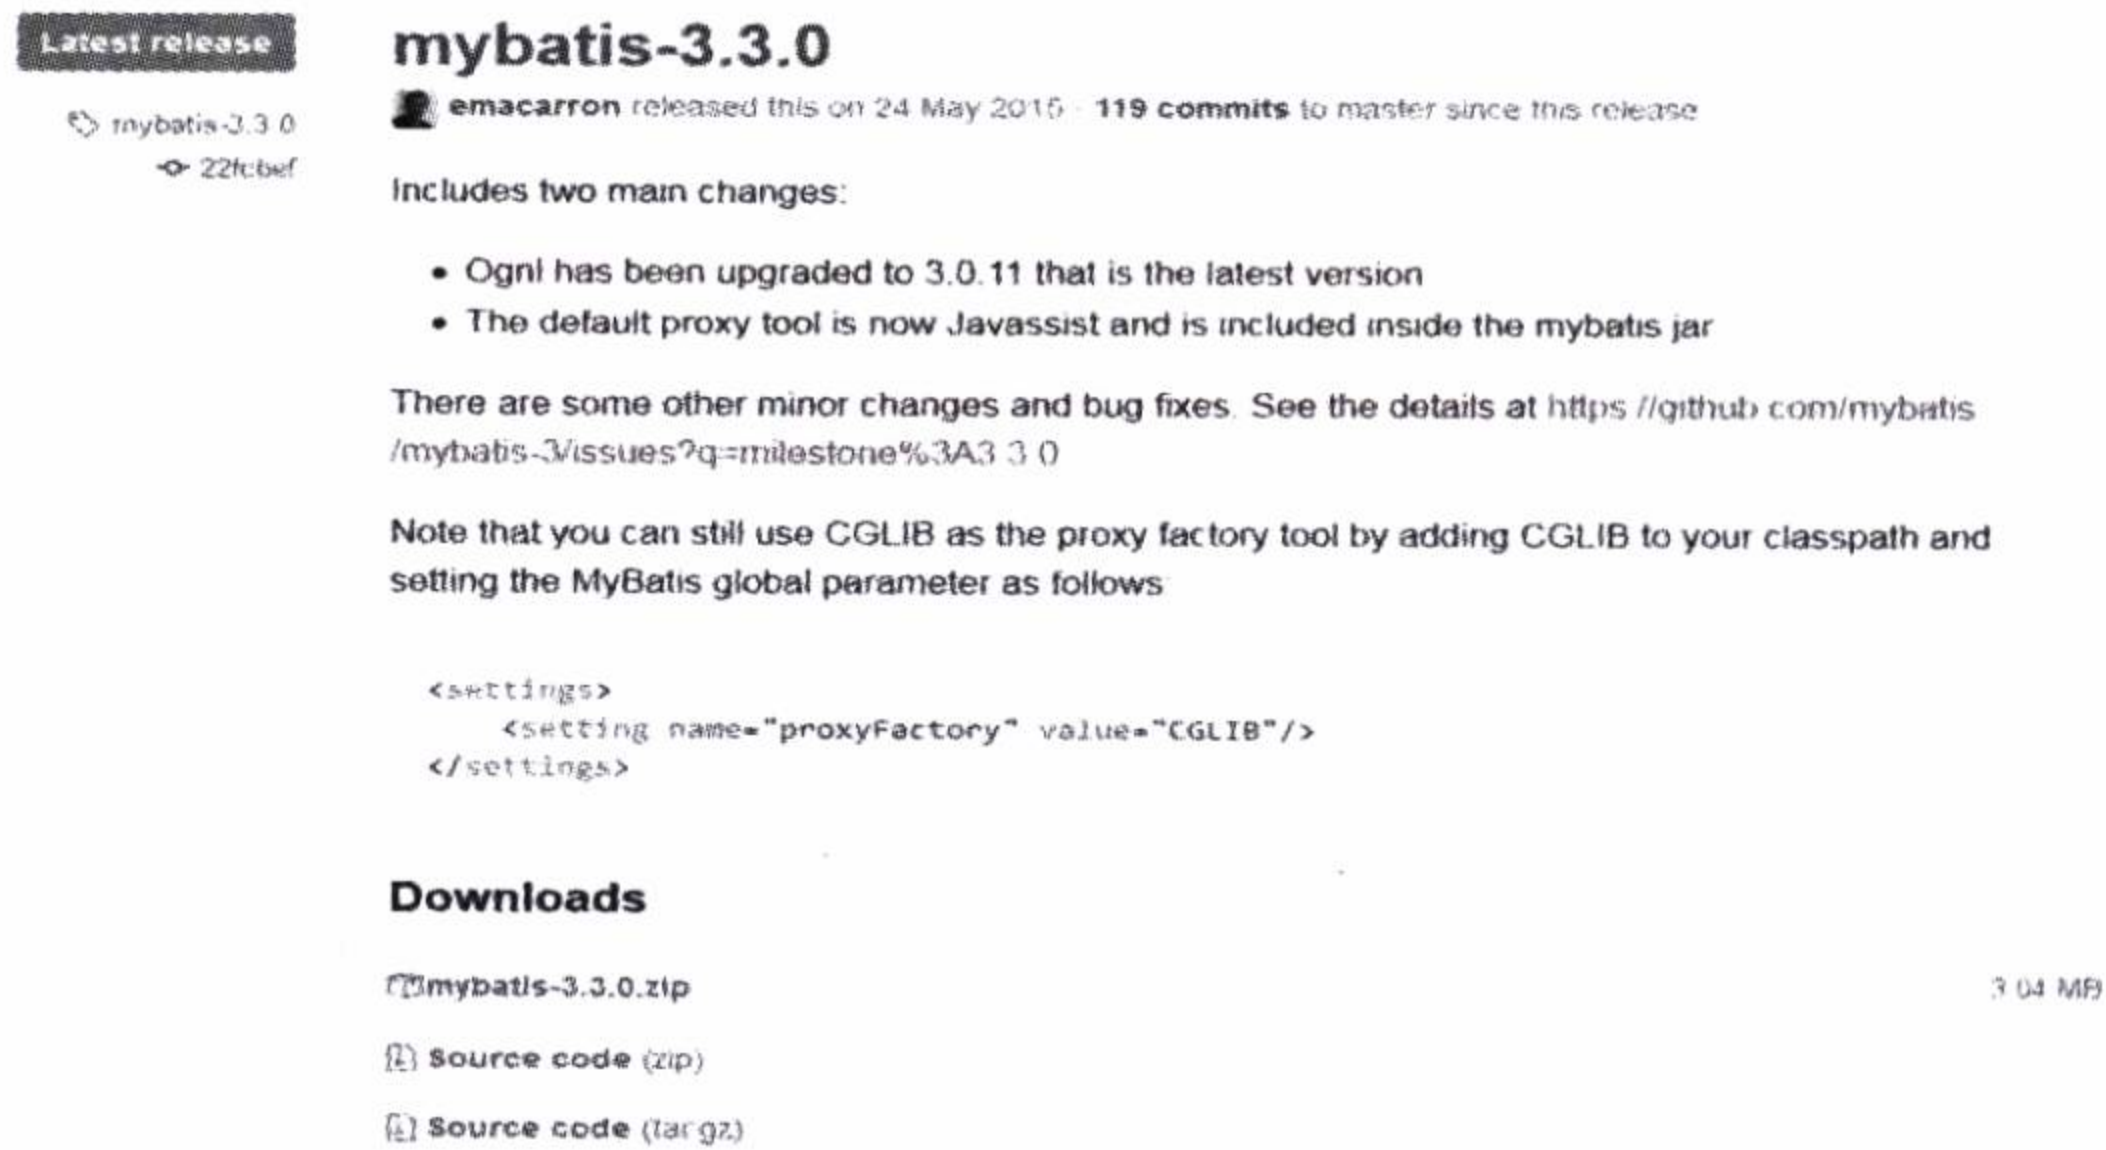 Latest release
mybatis-3.3.0
22fcbef
mybatis-3.3.0
emacarron released this on 24 May 2015 · 119 commits to master since this release
Includes two main changes:
• Ognl has been upgraded to 3.0.11 that is the latest version
• The default proxy tool is now Javassist and is included inside the mybatis jar
There are some other minor changes and bug fixes. See the details at https://github.com/mybatis
/mybatis-3/issues?q=milestone%3A3.3.0
Note that you can still use CGLIB as the proxy factory tool by adding CGLIB to your classpath and
setting the MyBatis global parameter as follows
<settings>
<setting name="proxyFactory" value="CGLIB"/>
</settings>
Downloads
mybatis-3.3.0.zip
3.04 MB
Source code (zip)
Source code (tar.gz)